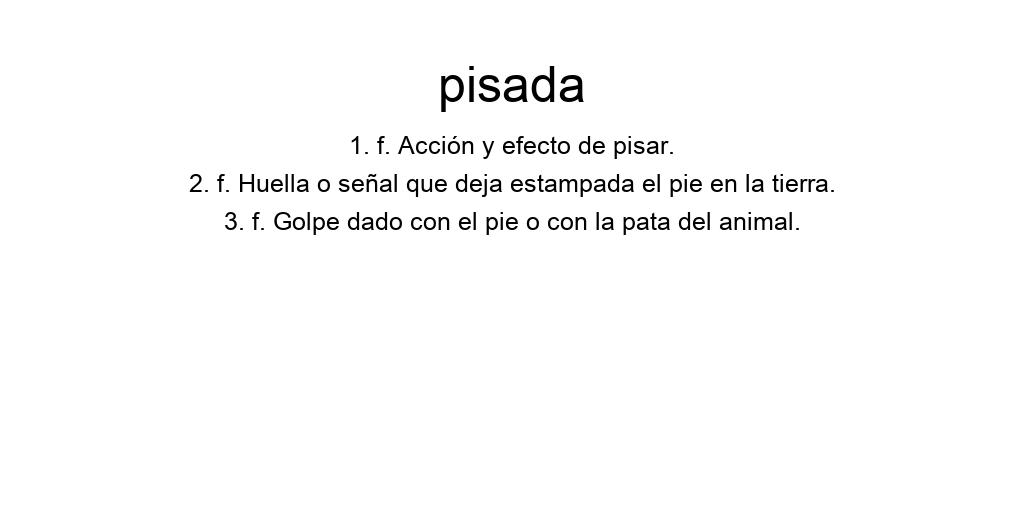 pisada
1. f. Acción y efecto de pisar.
2. f. Huella o señal que deja estampada el pie en la tierra.
3. f. Golpe dado con el pie o con la pata del animal.